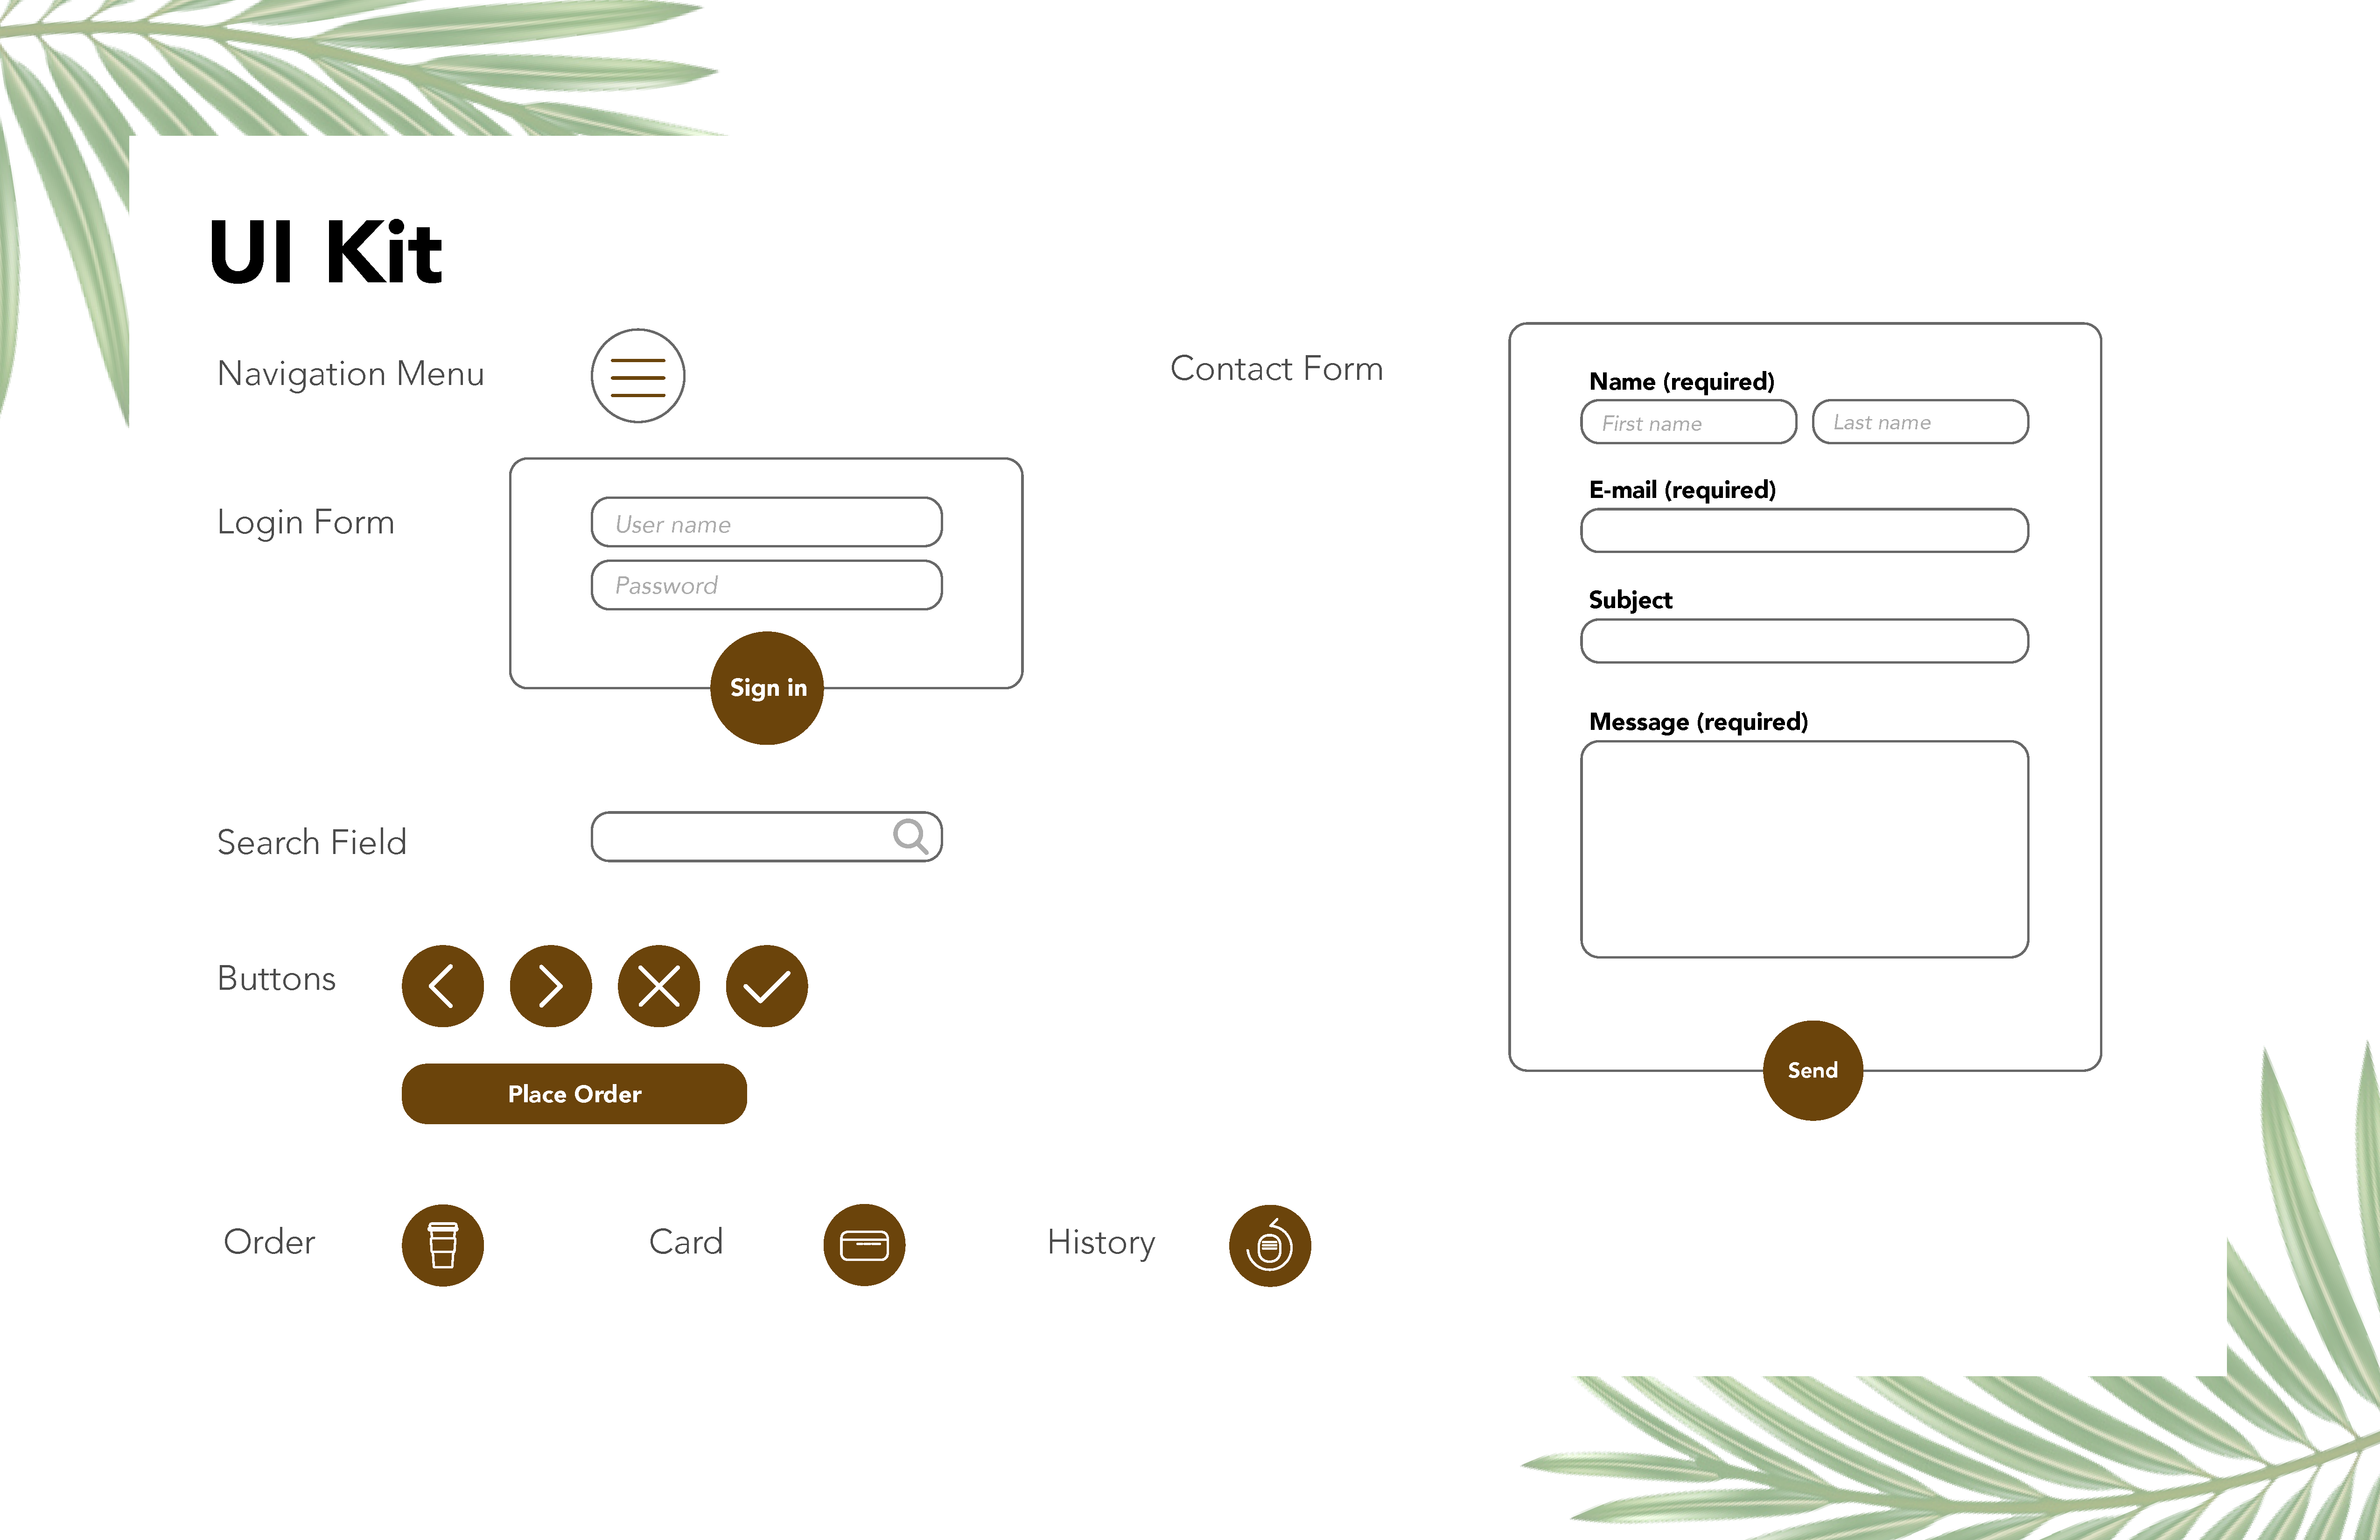 UI Kit
Navigation Menu
Login Form
User name
Password
Sign in
Search Field
Buttons
Place Order
Order
Card
History
Contact Form
Name (required)
First name Last name
E-mail (required)
Subject
Message (required)
Send